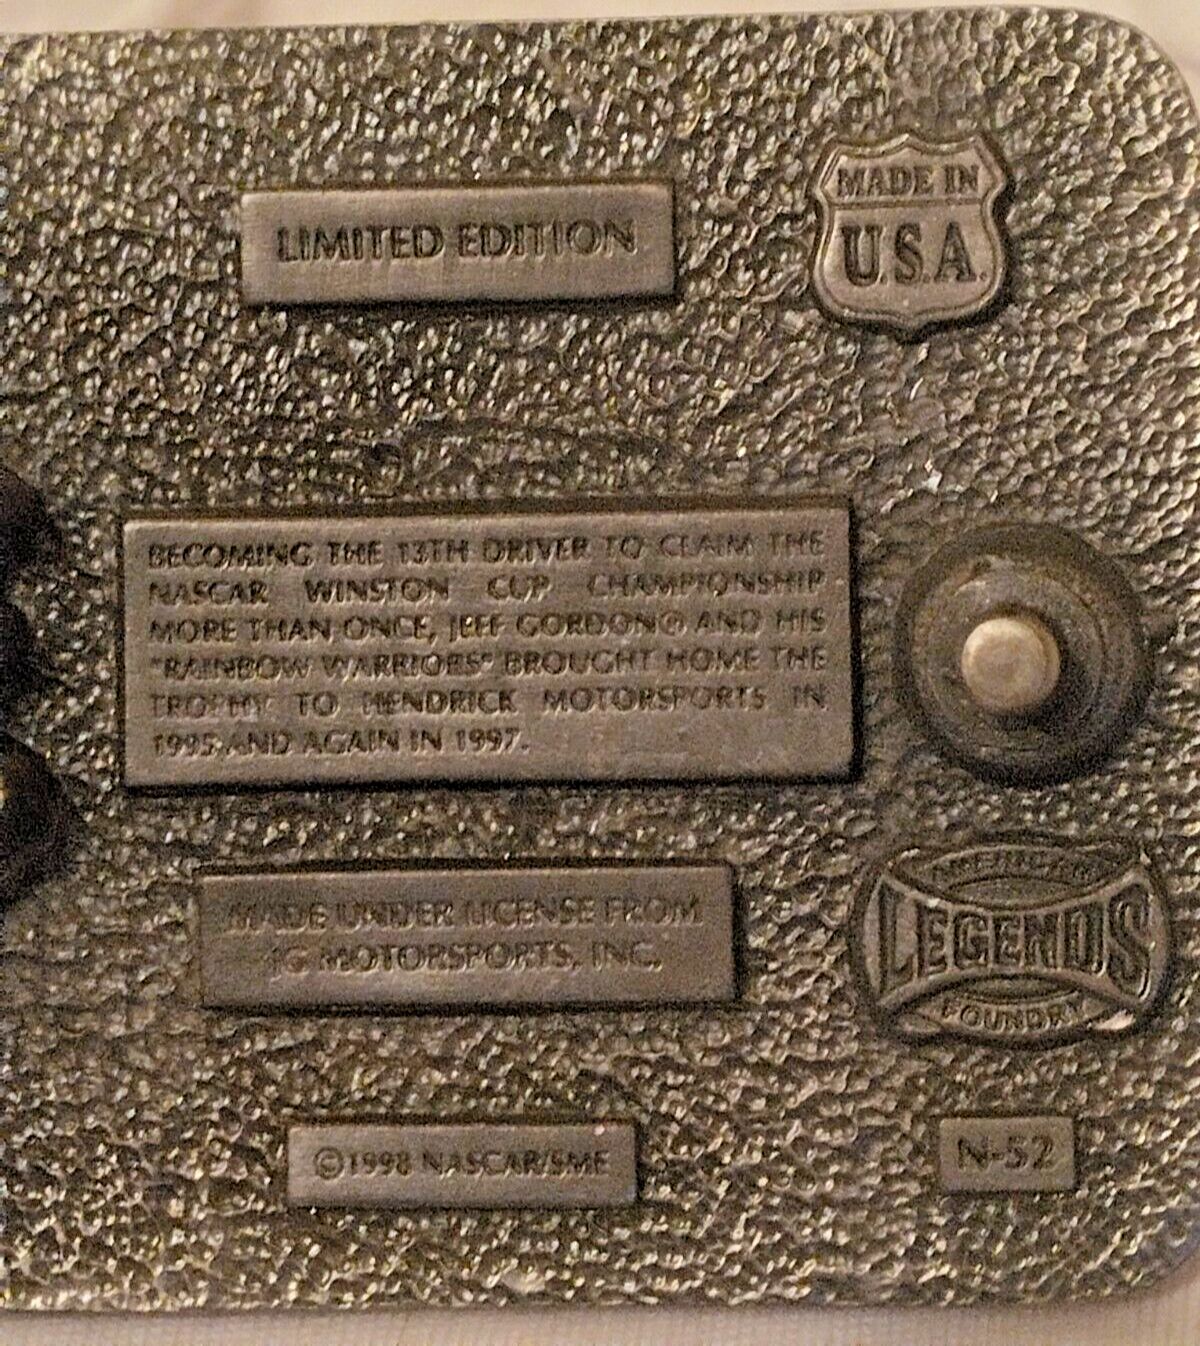 LIMITED EDITION
MADE IN
U.S.A.
BECOMING THE 13TH DRIVER TO CLAIM THE
NASCAR WINSTON CUP CHAMPIONSHIP
MORE THAN ONCE, JEFF GORDON® AND HIS
"RAINBOW WARRIORS" BROUGHT HOME THE
TROPHY TO HENDRICK MOTORSPORTS IN
1995 AND AGAIN IN 1997.
MADE UNDER LICENSE FROM
JG MOTORSPORTS, INC.
AMERICAN
LEGENDS
FOUNDRY
©1998 NASCAR/SME
N-52